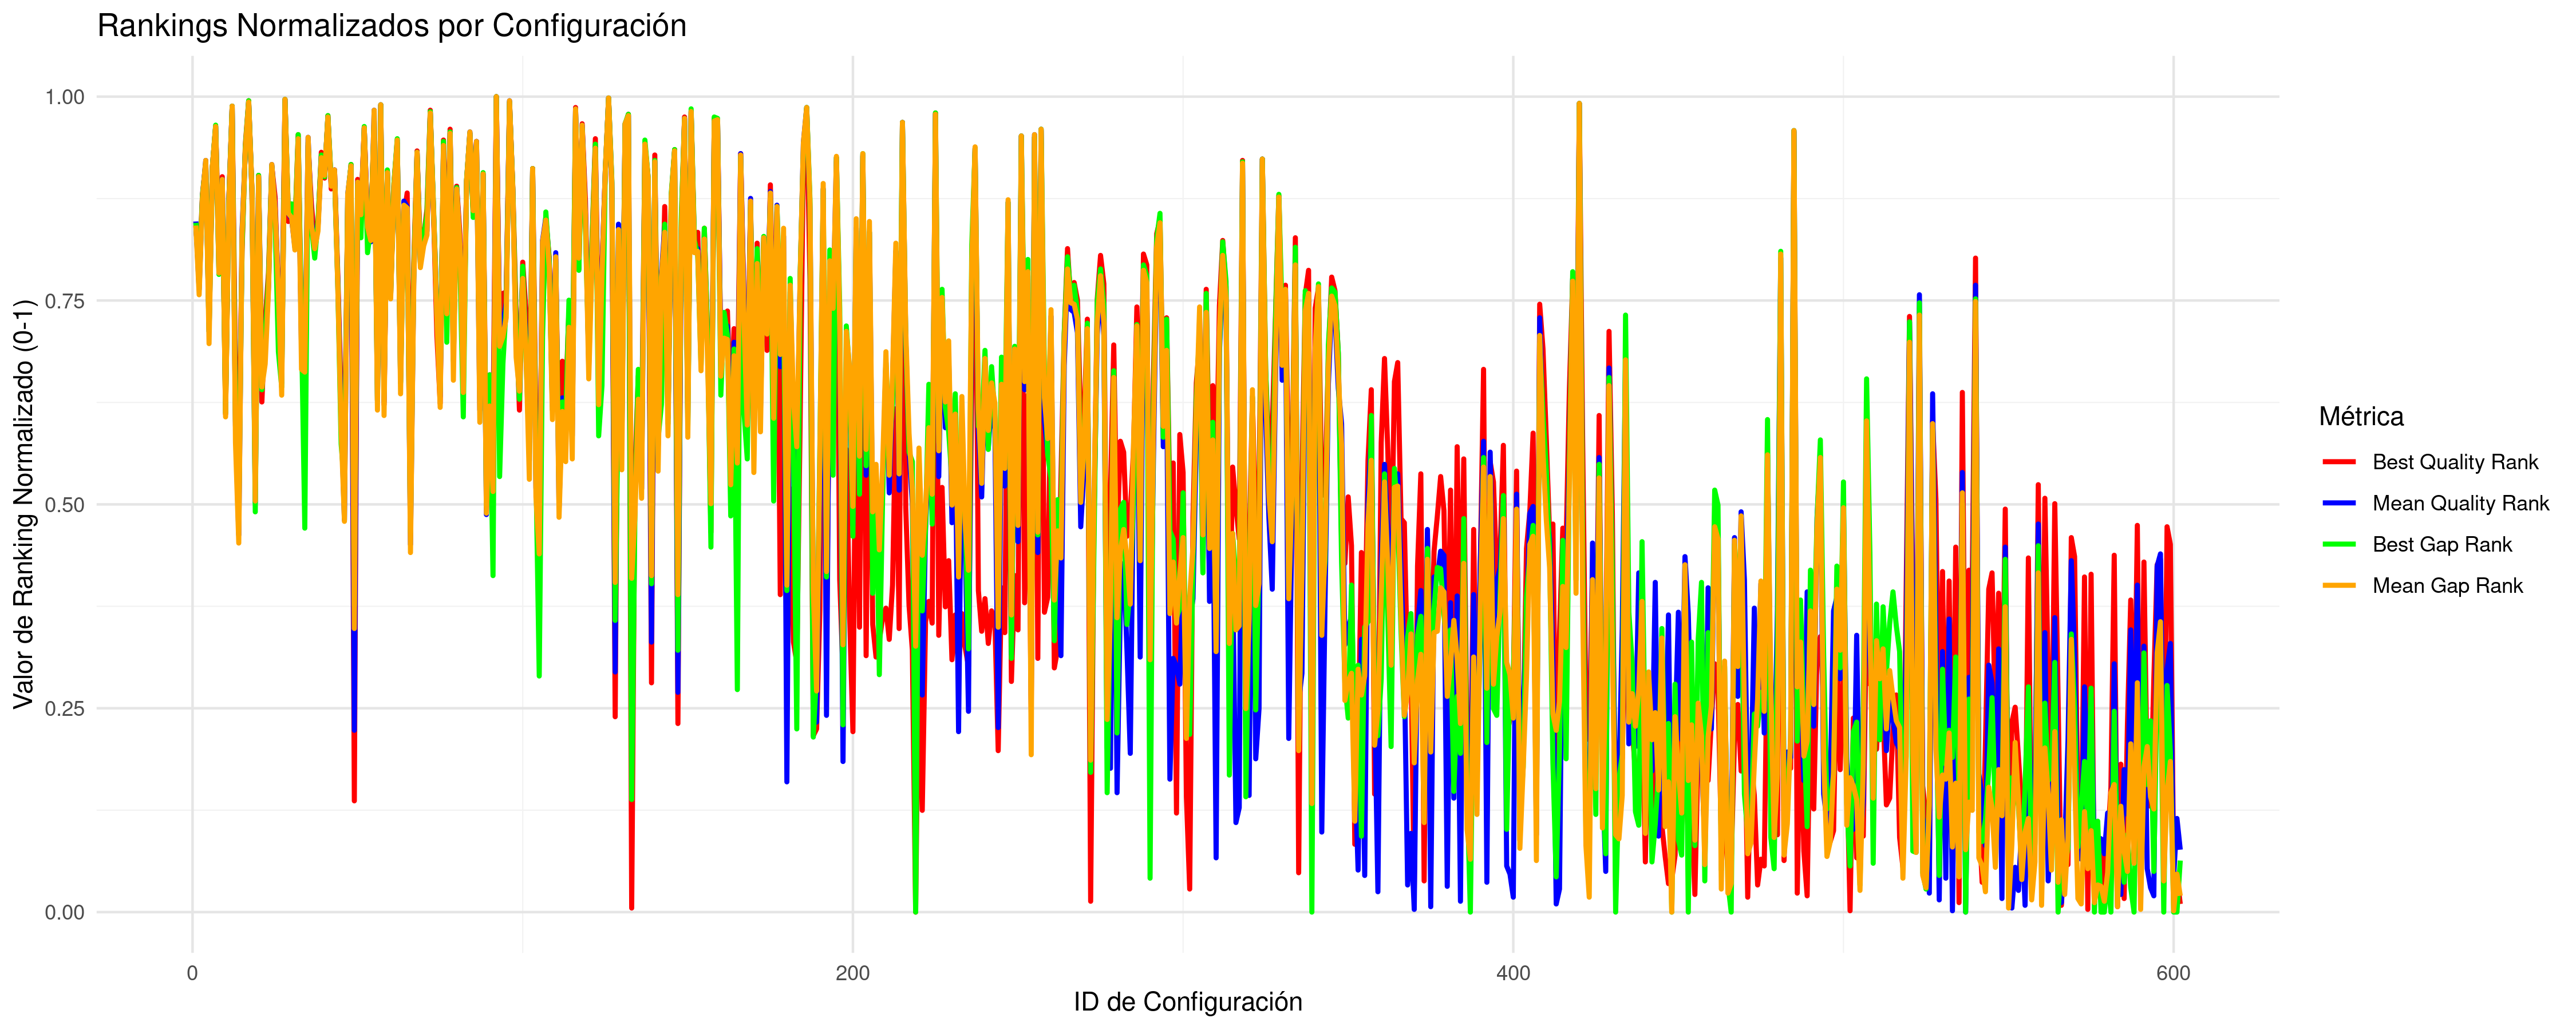 Rankings Normalizados por Configuración
Valor de Ranking Normalizado (0-1)
1.00
0.75
0.50
0.25
0.00
0
200
400
600
ID de Configuración
Métrica
Best Quality Rank
Mean Quality Rank
Best Gap Rank
Mean Gap Rank